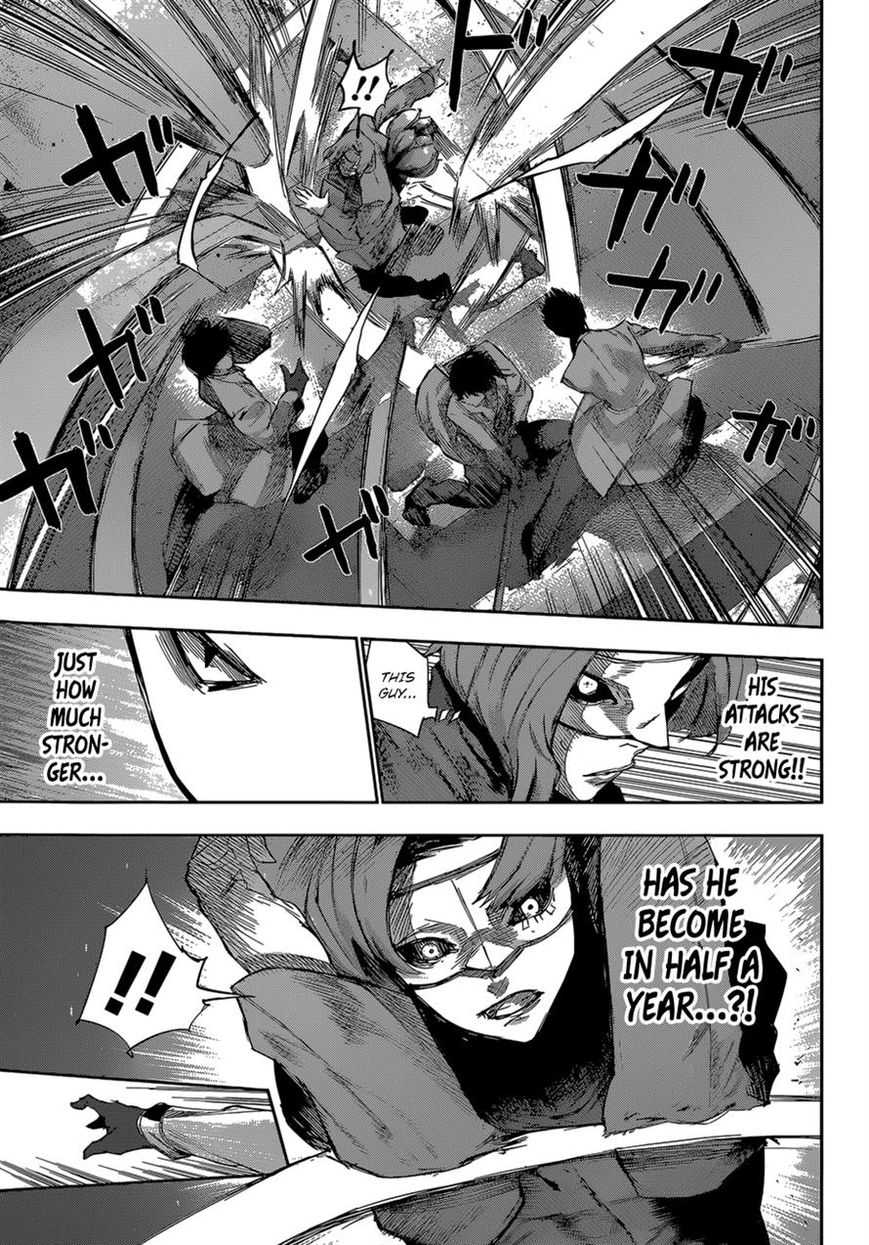 ガ
ド
!!
ガ
ド
ガ
ガ
ガ
ガ
ガ
HIS
ATTACKS
ARE
STRONG!!
THIS
GUY...
JUST
HOW
MUCH
STRON-
GER...
HAS HE
BECOME
IN HALF A
YEAR...?!
!!